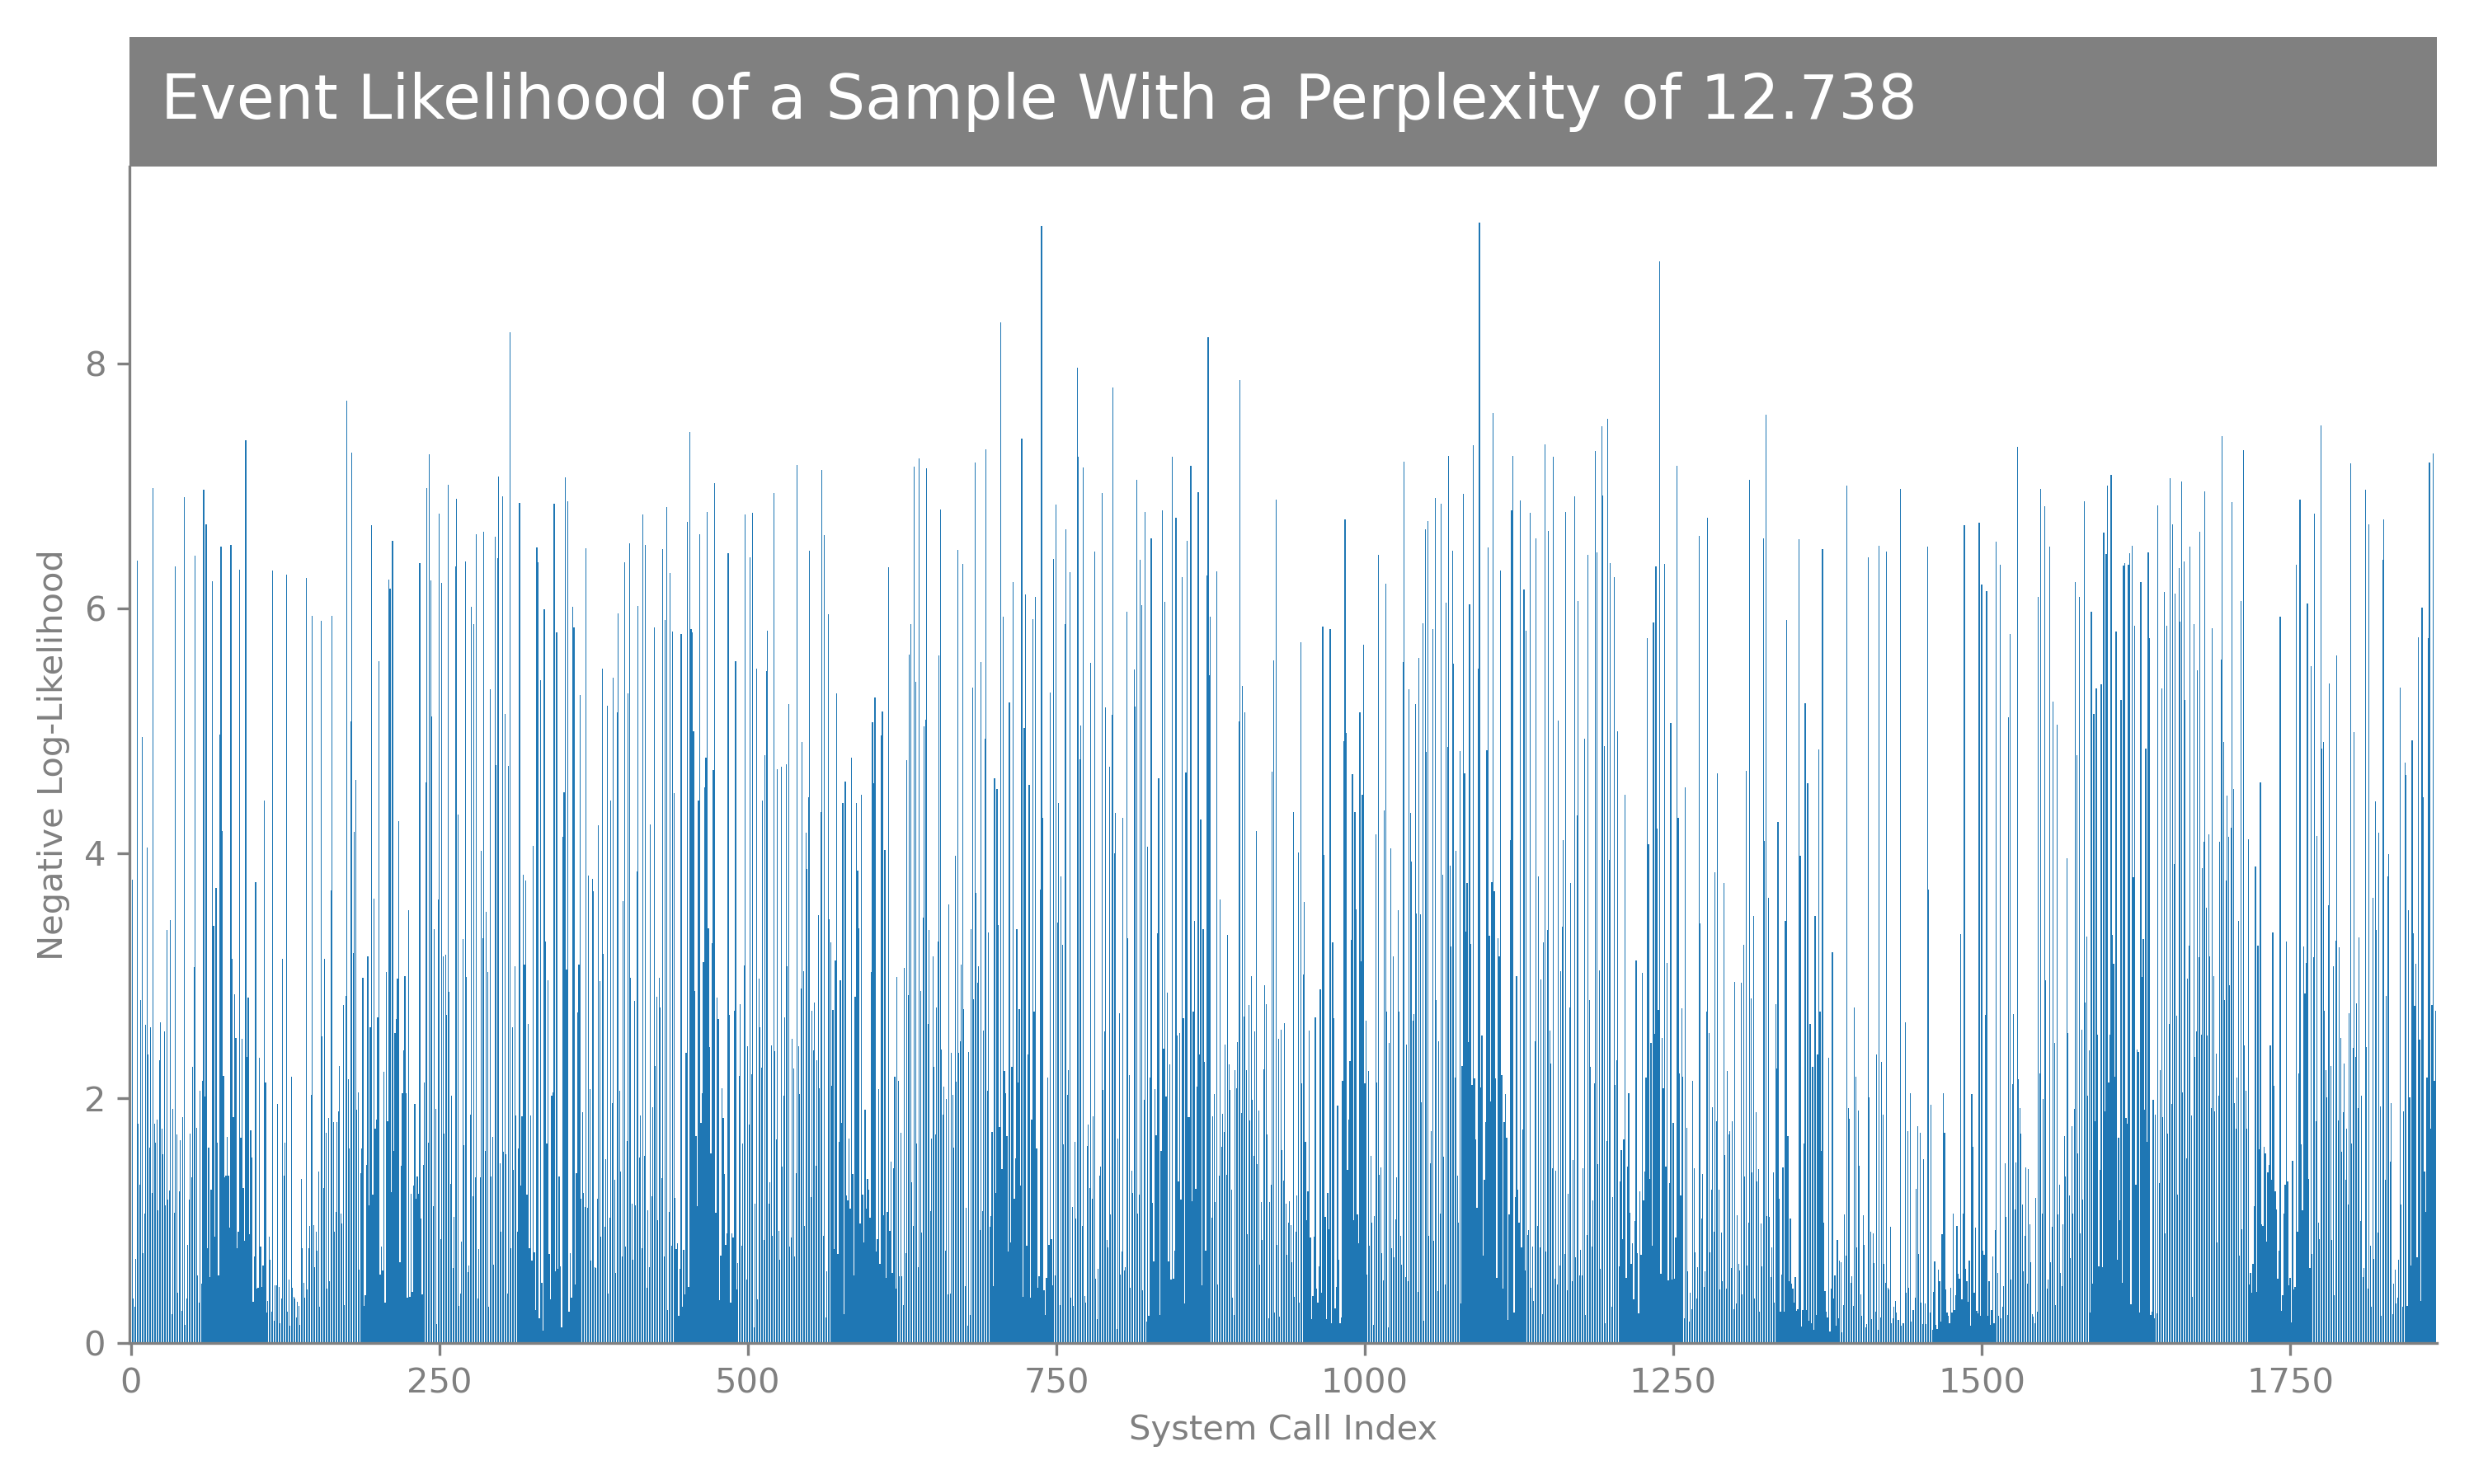 Event Likelihood of a Sample With a Perplexity of 12.738
Negative Log-Likelihood
8
6
4
2
0
0 250 500 750 1000 1250 1500 1750
System Call Index